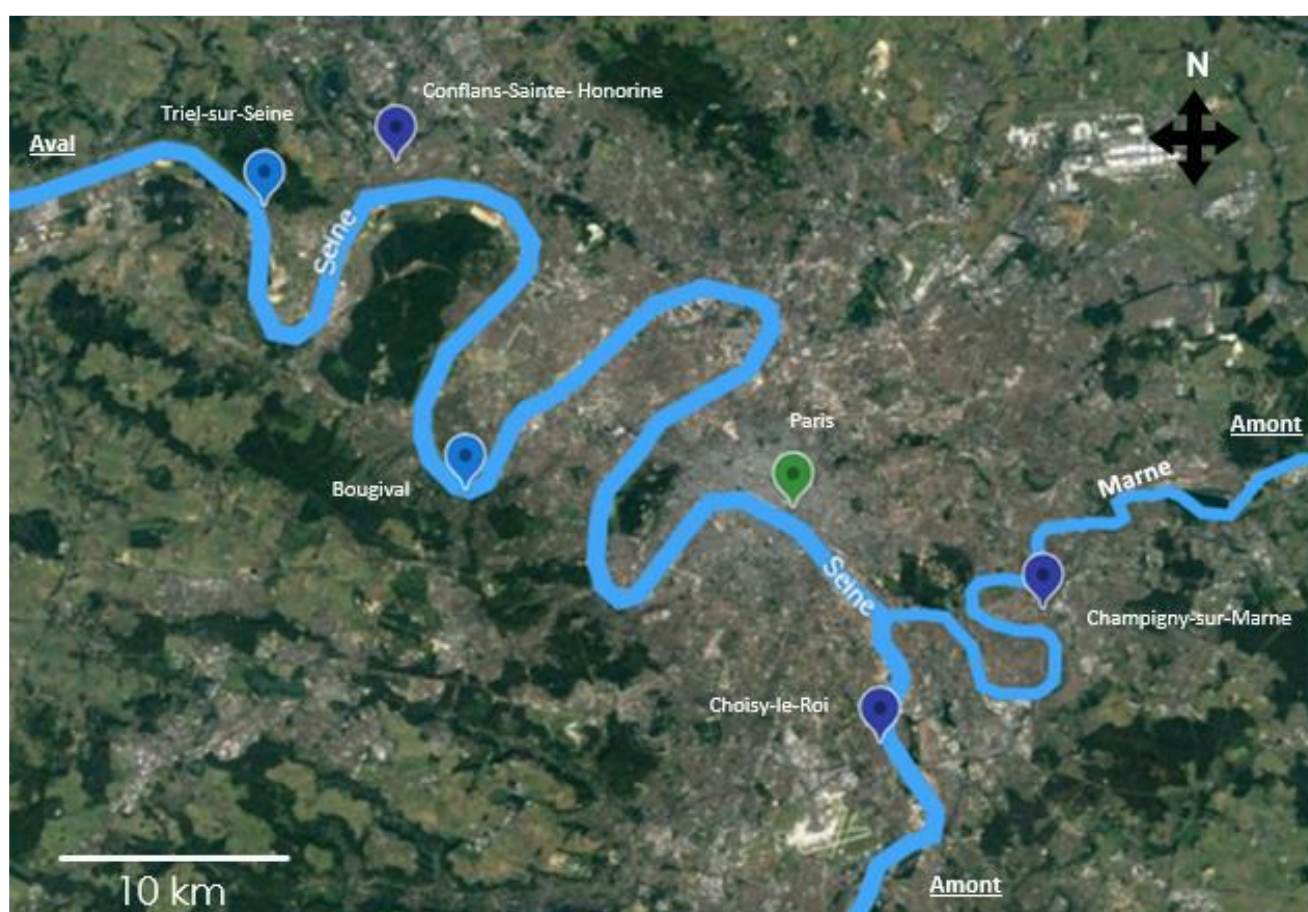 N
Conflans-Sainte- Honorine
Triel-sur-Seine
Aval
Seine
Paris
Amont
Marne
Bougival
Seine
Champigny-sur-Marne
Choisy-le-Roi
10 km
Amont